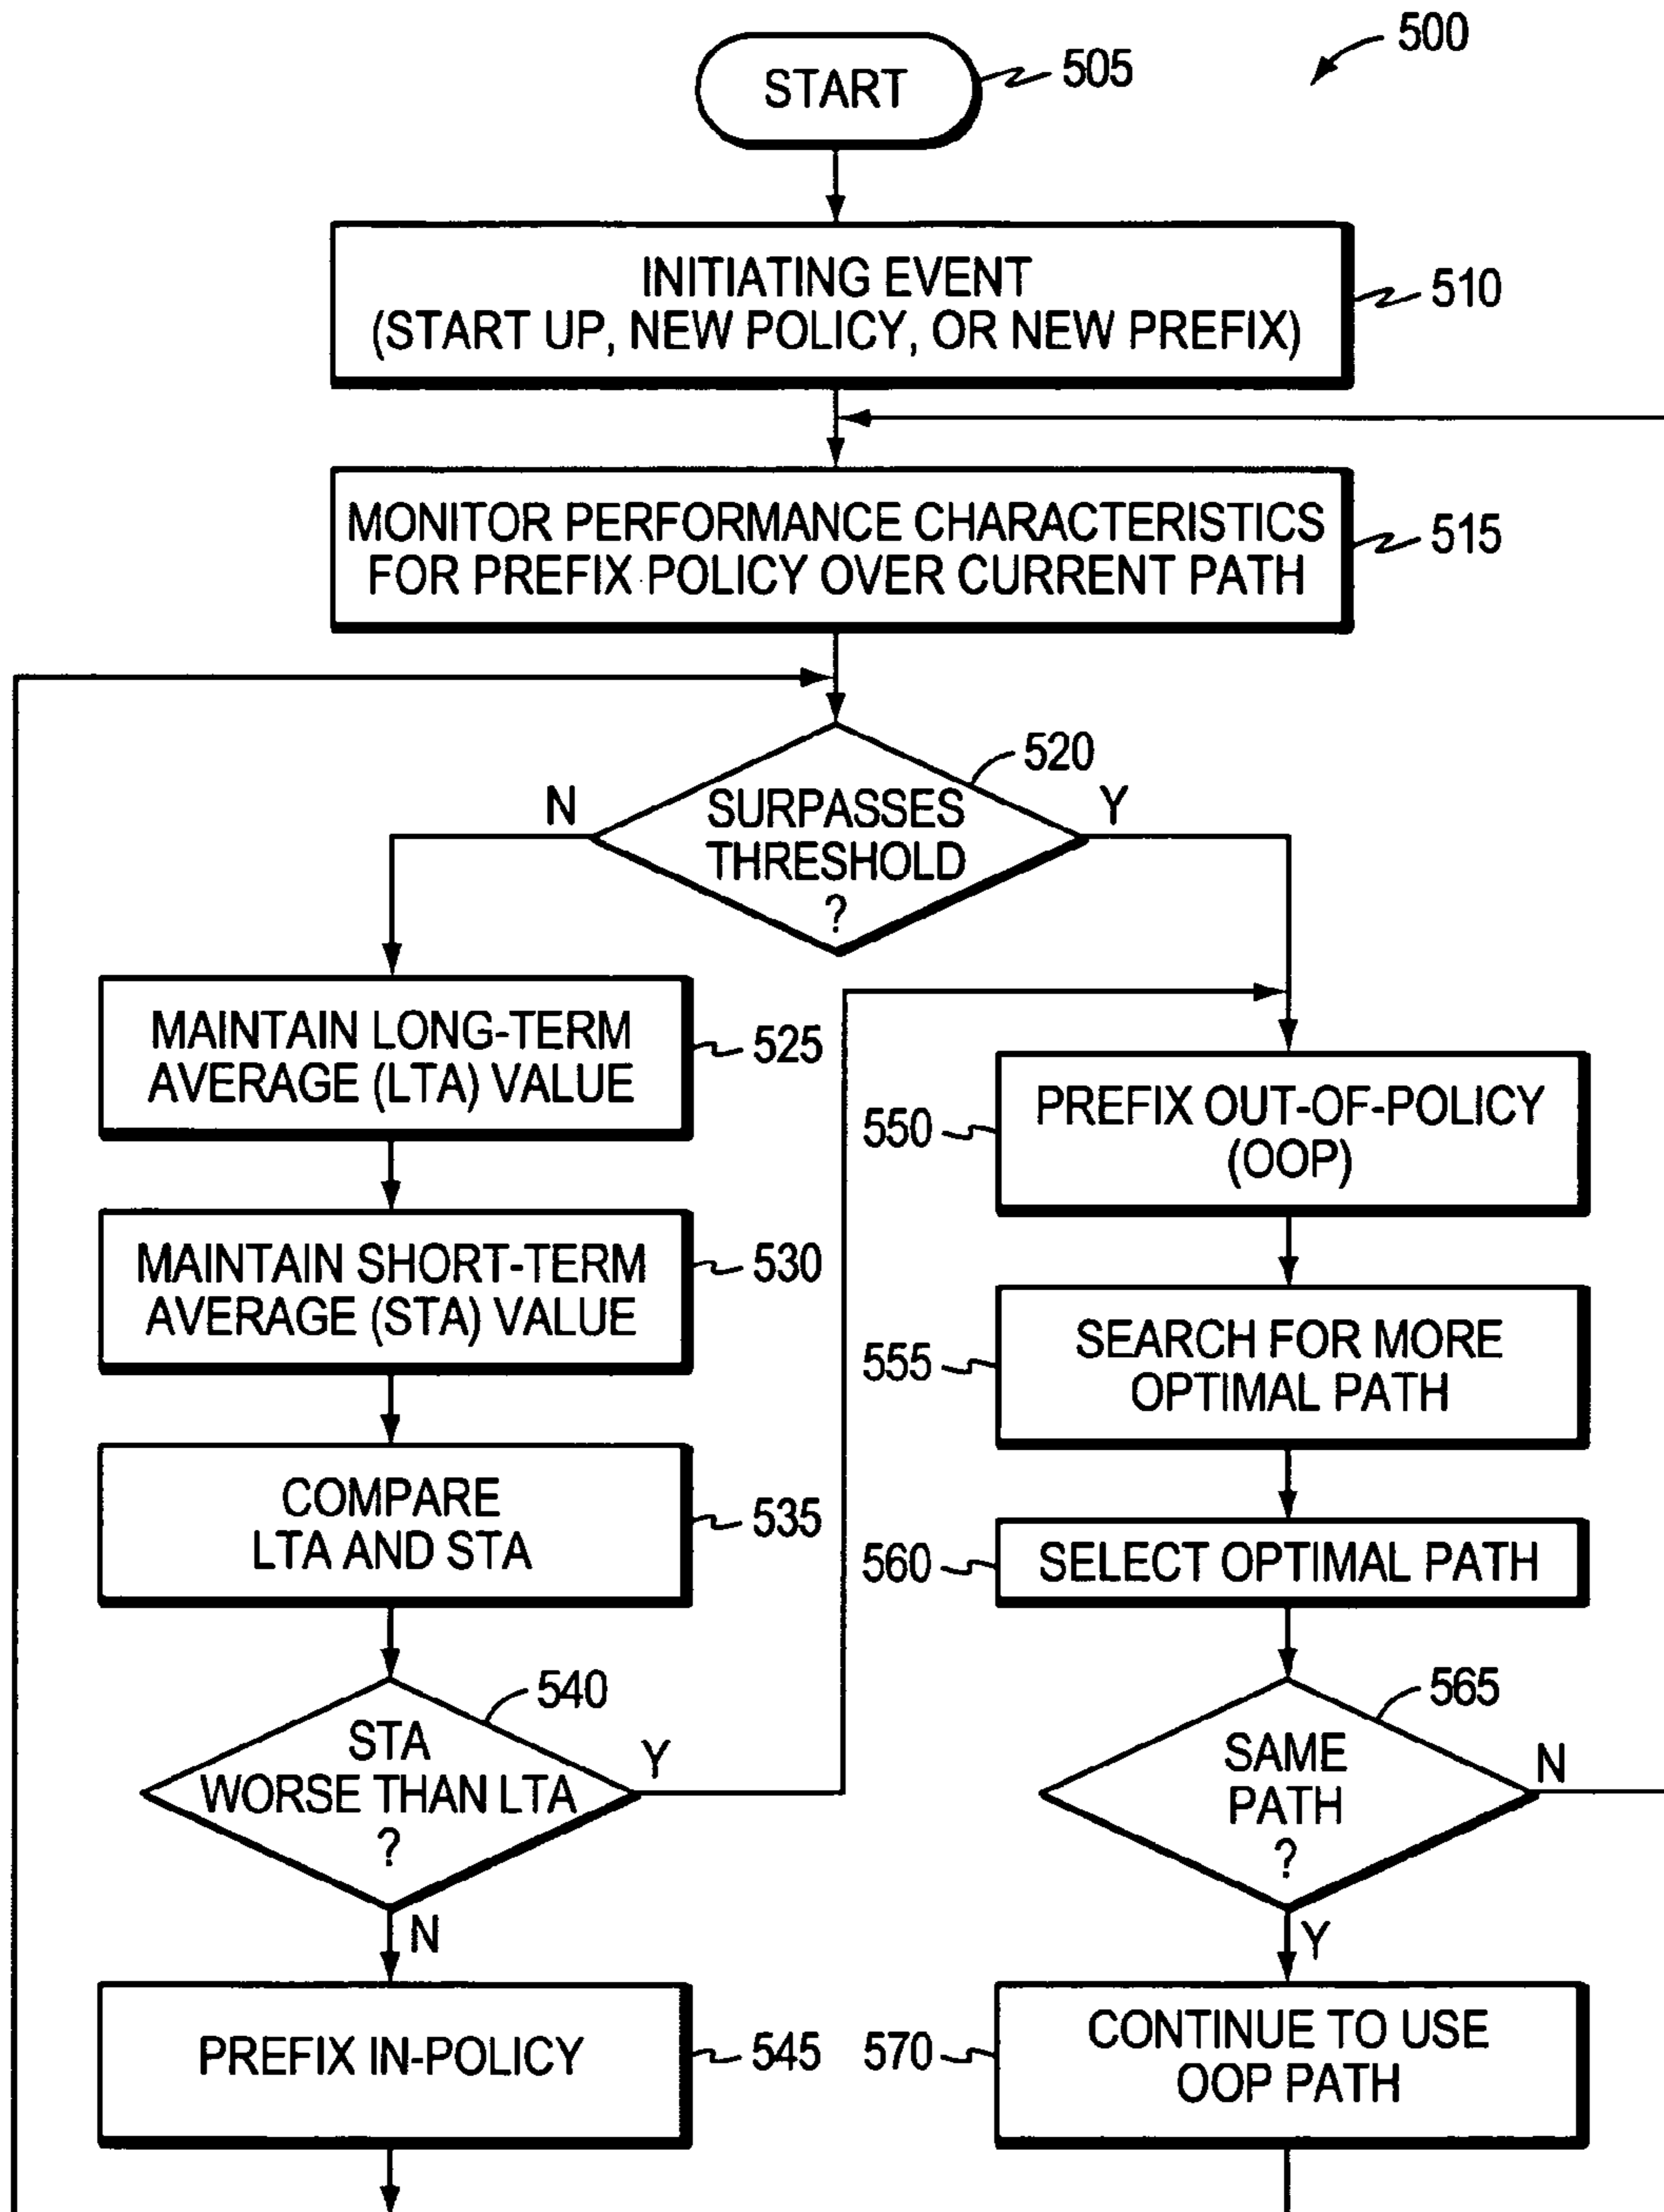 500
START
505
INITIATING EVENT
(START UP, NEW POLICY, OR NEW PREFIX)
510
MONITOR PERFORMANCE CHARACTERISTICS
FOR PREFIX POLICY OVER CURRENT PATH
515
520
N
SURPASSES
THRESHOLD
?
Y
MAINTAIN LONG-TERM
AVERAGE (LTA) VALUE
525
MAINTAIN SHORT-TERM
AVERAGE (STA) VALUE
530
COMPARE
LTA AND STA
535
540
STA
WORSE THAN LTA
?
Y
N
PREFIX IN-POLICY
545
550
PREFIX OUT-OF-POLICY
(OOP)
555
SEARCH FOR MORE
OPTIMAL PATH
560
SELECT OPTIMAL PATH
565
SAME
PATH
?
N
Y
570
CONTINUE TO USE
OOP PATH